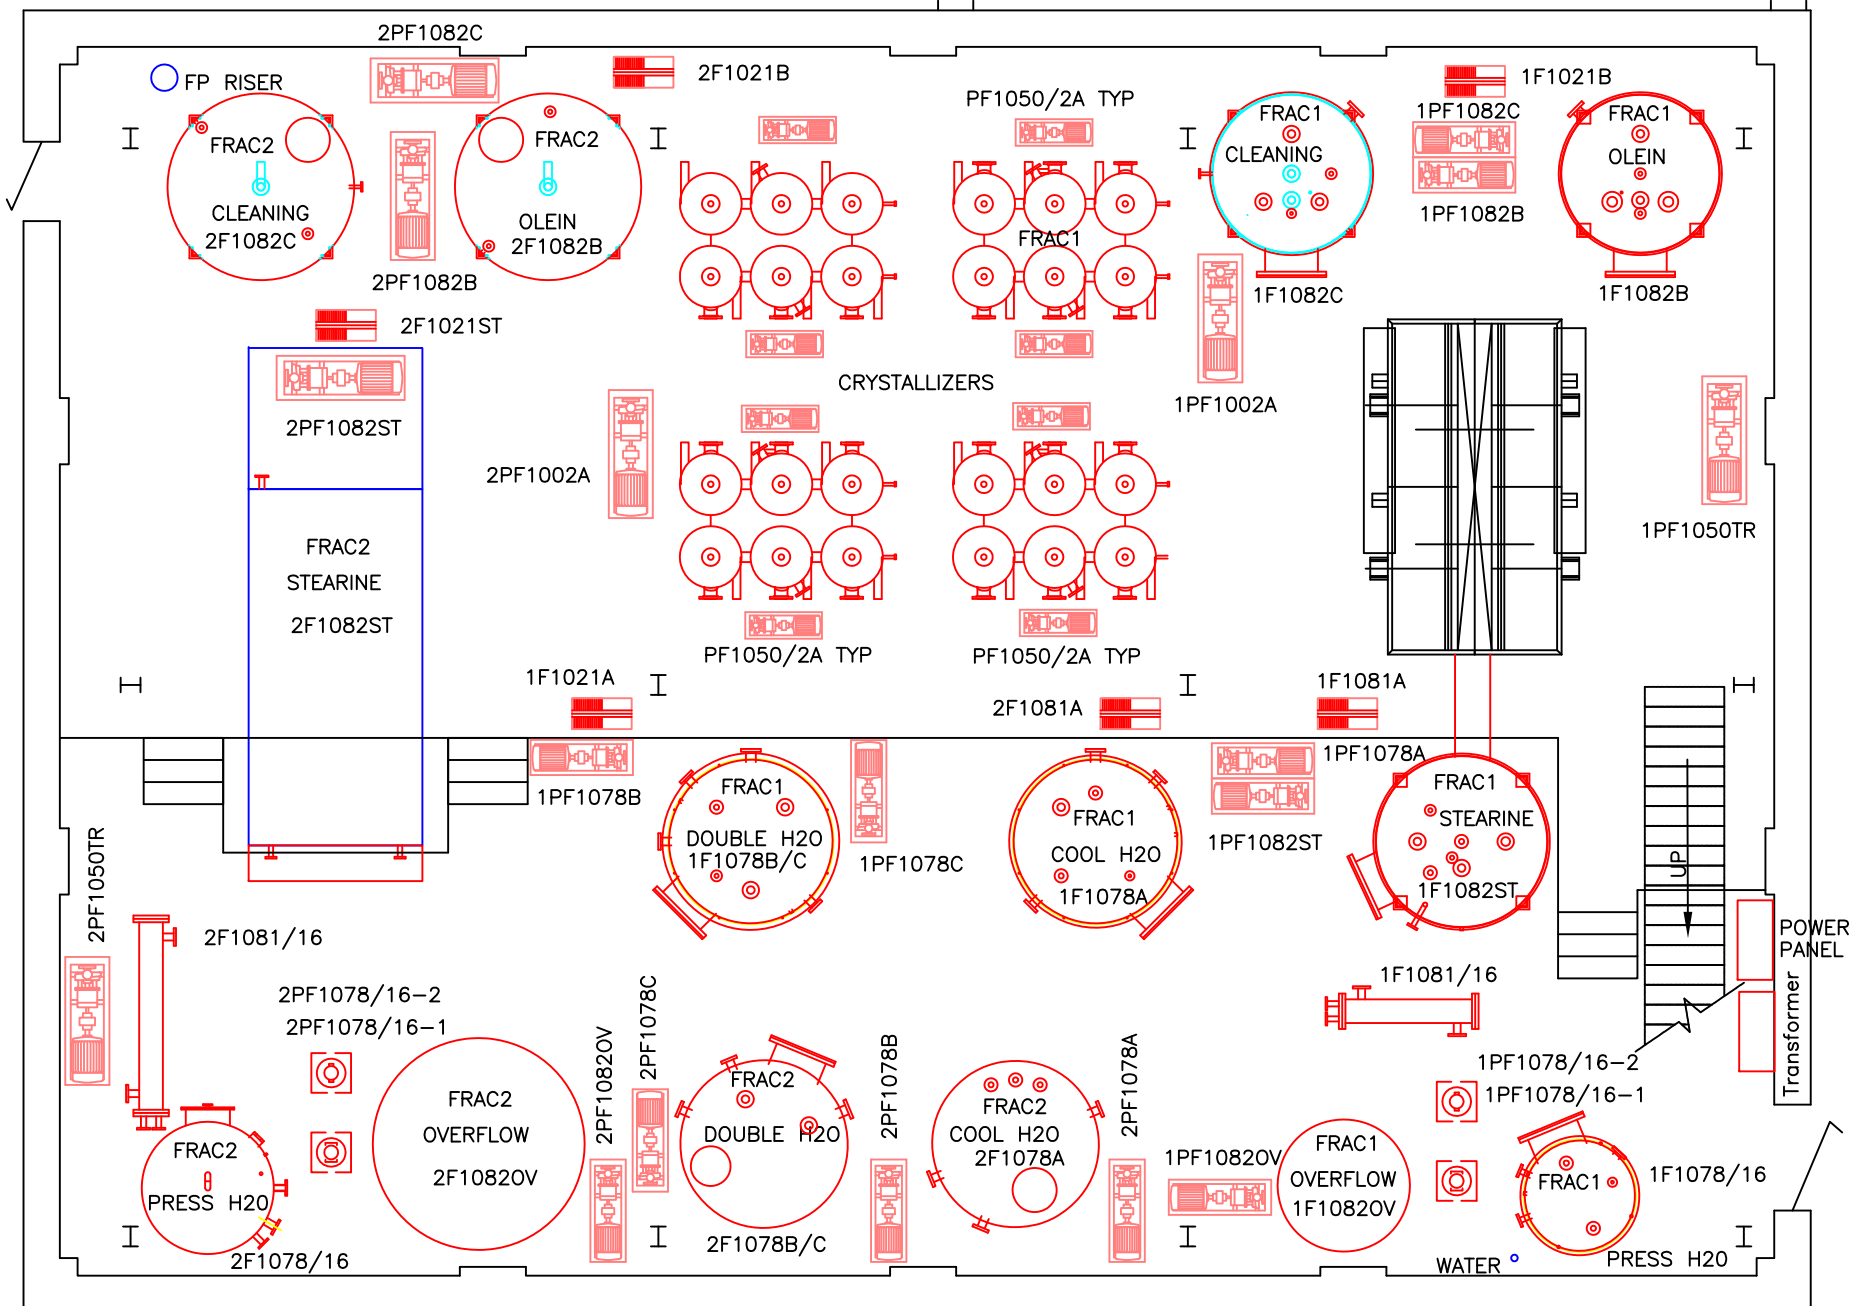 2PF1082C
FP RISER
2F1021B
PF1050/2A TYP
1F1021B
1PF1082C
FRAC2
FRAC2
FRAC1
FRAC1
CLEANING
OLEIN
CLEANING
2F1082C
OLEIN
2F1082B
1PF1082B
FRAC1
2PF1082B
1F1082C
1F1082B
2F1021ST
CRYSTALLIZERS
1PF1002A
2PF1082ST
2PF1002A
1PF1050TR
FRAC2
STEARINE
2F1082ST
PF1050/2A TYP
PF1050/2A TYP
1F1021A
2F1081A
1F1081A
1PF1078A
1PF1078B
FRAC1
DOUBLE H2O
1F1078B/C
1PF1078C
FRAC1
COOL H2O
1F1078A
1PF1082ST
FRAC1
STEARINE
1F1082ST
UP
2PF1050TR
2F1081/16
POWER
PANEL
Transformer
1F1081/16
2PF1078/16-2
2PF1078/16-1
2PF1082OV
2PF1078C
2PF1078B
2PF1078A
1PF1078/16-2
1PF1078/16-1
FRAC2
PRESS H2O
2F1078/16
FRAC2
OVERFLOW
2F1082OV
FRAC2
DOUBLE H2O
2F1078B/C
FRAC2
COOL H2O
2F1078A
1PF1082OV
FRAC1
OVERFLOW
1F1082OV
FRAC1
1F1078/16
PRESS H2O
WATER